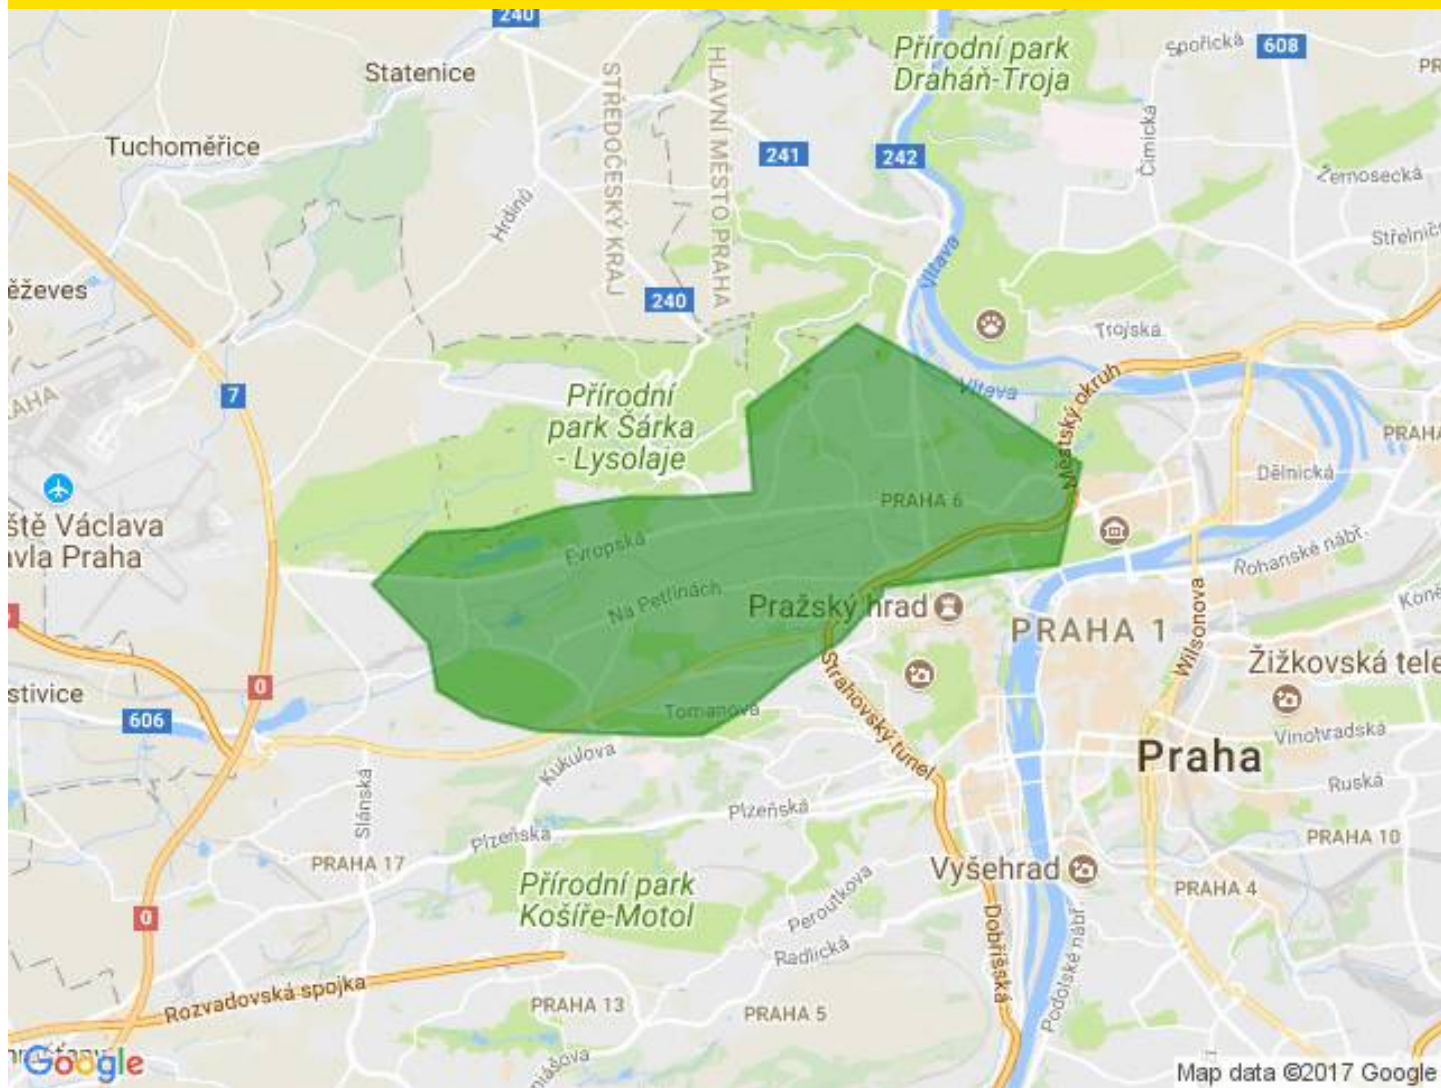 240
Statenice
Přírodní park
Draháň-Troja
Spořická
608
Tuchoměřice
STŘEDOČESKÝ KRAJ
HLAVNÍ MĚSTO PRAHA
241
242
Čimická
Žernosecká
Hrdinů
Střelnič
Vltava
ěževes
240
Trojská
7
Vltava
Městský okruh
Přírodní
park Šárka
- Lysolaje
PRAHA
Dělnická
ště Václava
avla Praha
PRAHA 6
Evropská
Rohanské nábř.
Na Petřinách
Pražský hrad
PRAHA 1
Wilsonova
Žižkovská tele
stivice
0
606
Strahovský tunel
Tomanova
Vinohradská
Praha
Kukulova
Ruská
Slánská
Plzeňská
Plzeňská
PRAHA 10
PRAHA 17
Vyšehrad
PRAHA 4
Přírodní park
Košíře-Motol
Peroutkova
0
Radlická
Dobříšská
Podolské nábř.
Rozvadovská spojka
PRAHA 13
PRAHA 5
Google
Map data ©2017 Google